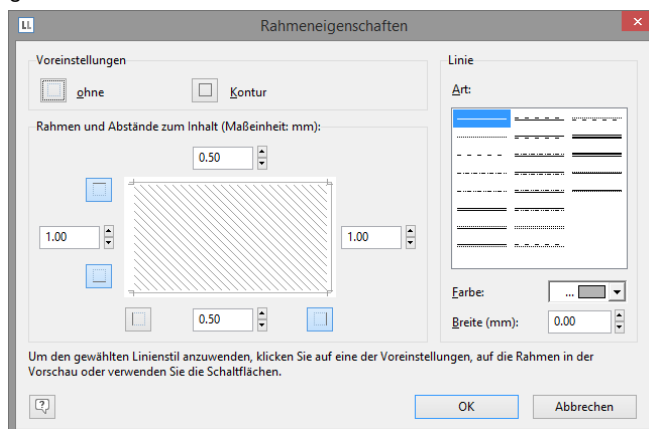 LL
Rahmeneigenschaften
Voreinstellungen
ohne
Kontur
Rahmen und Abstände zum Inhalt (Maßeinheit: mm):
0.50
1.00
1.00
0.50
Linie
Art:
Farbe:
...
Breite (mm):
0.00
Um den gewählten Linienstil anzuwenden, klicken Sie auf eine der Voreinstellungen, auf die Rahmen in der
Vorschau oder verwenden Sie die Schaltflächen.
OK
Abbrechen